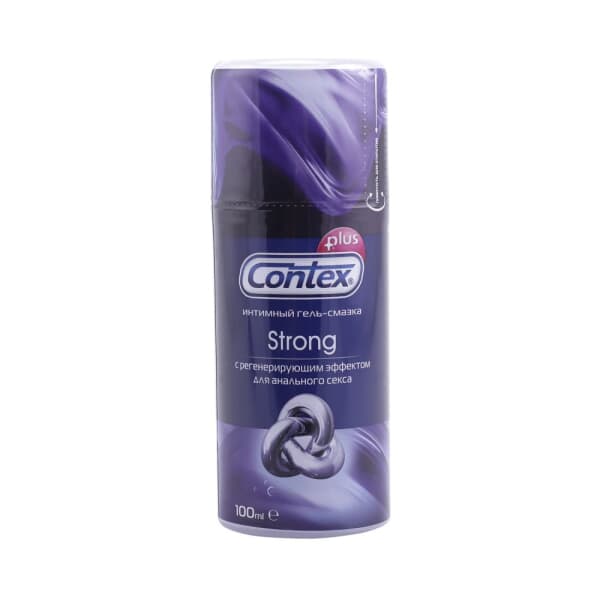 plus
Contex®
интимный гель-смазка
Strong
с регенерирующим эффектом
для анального секса
100ml ℮